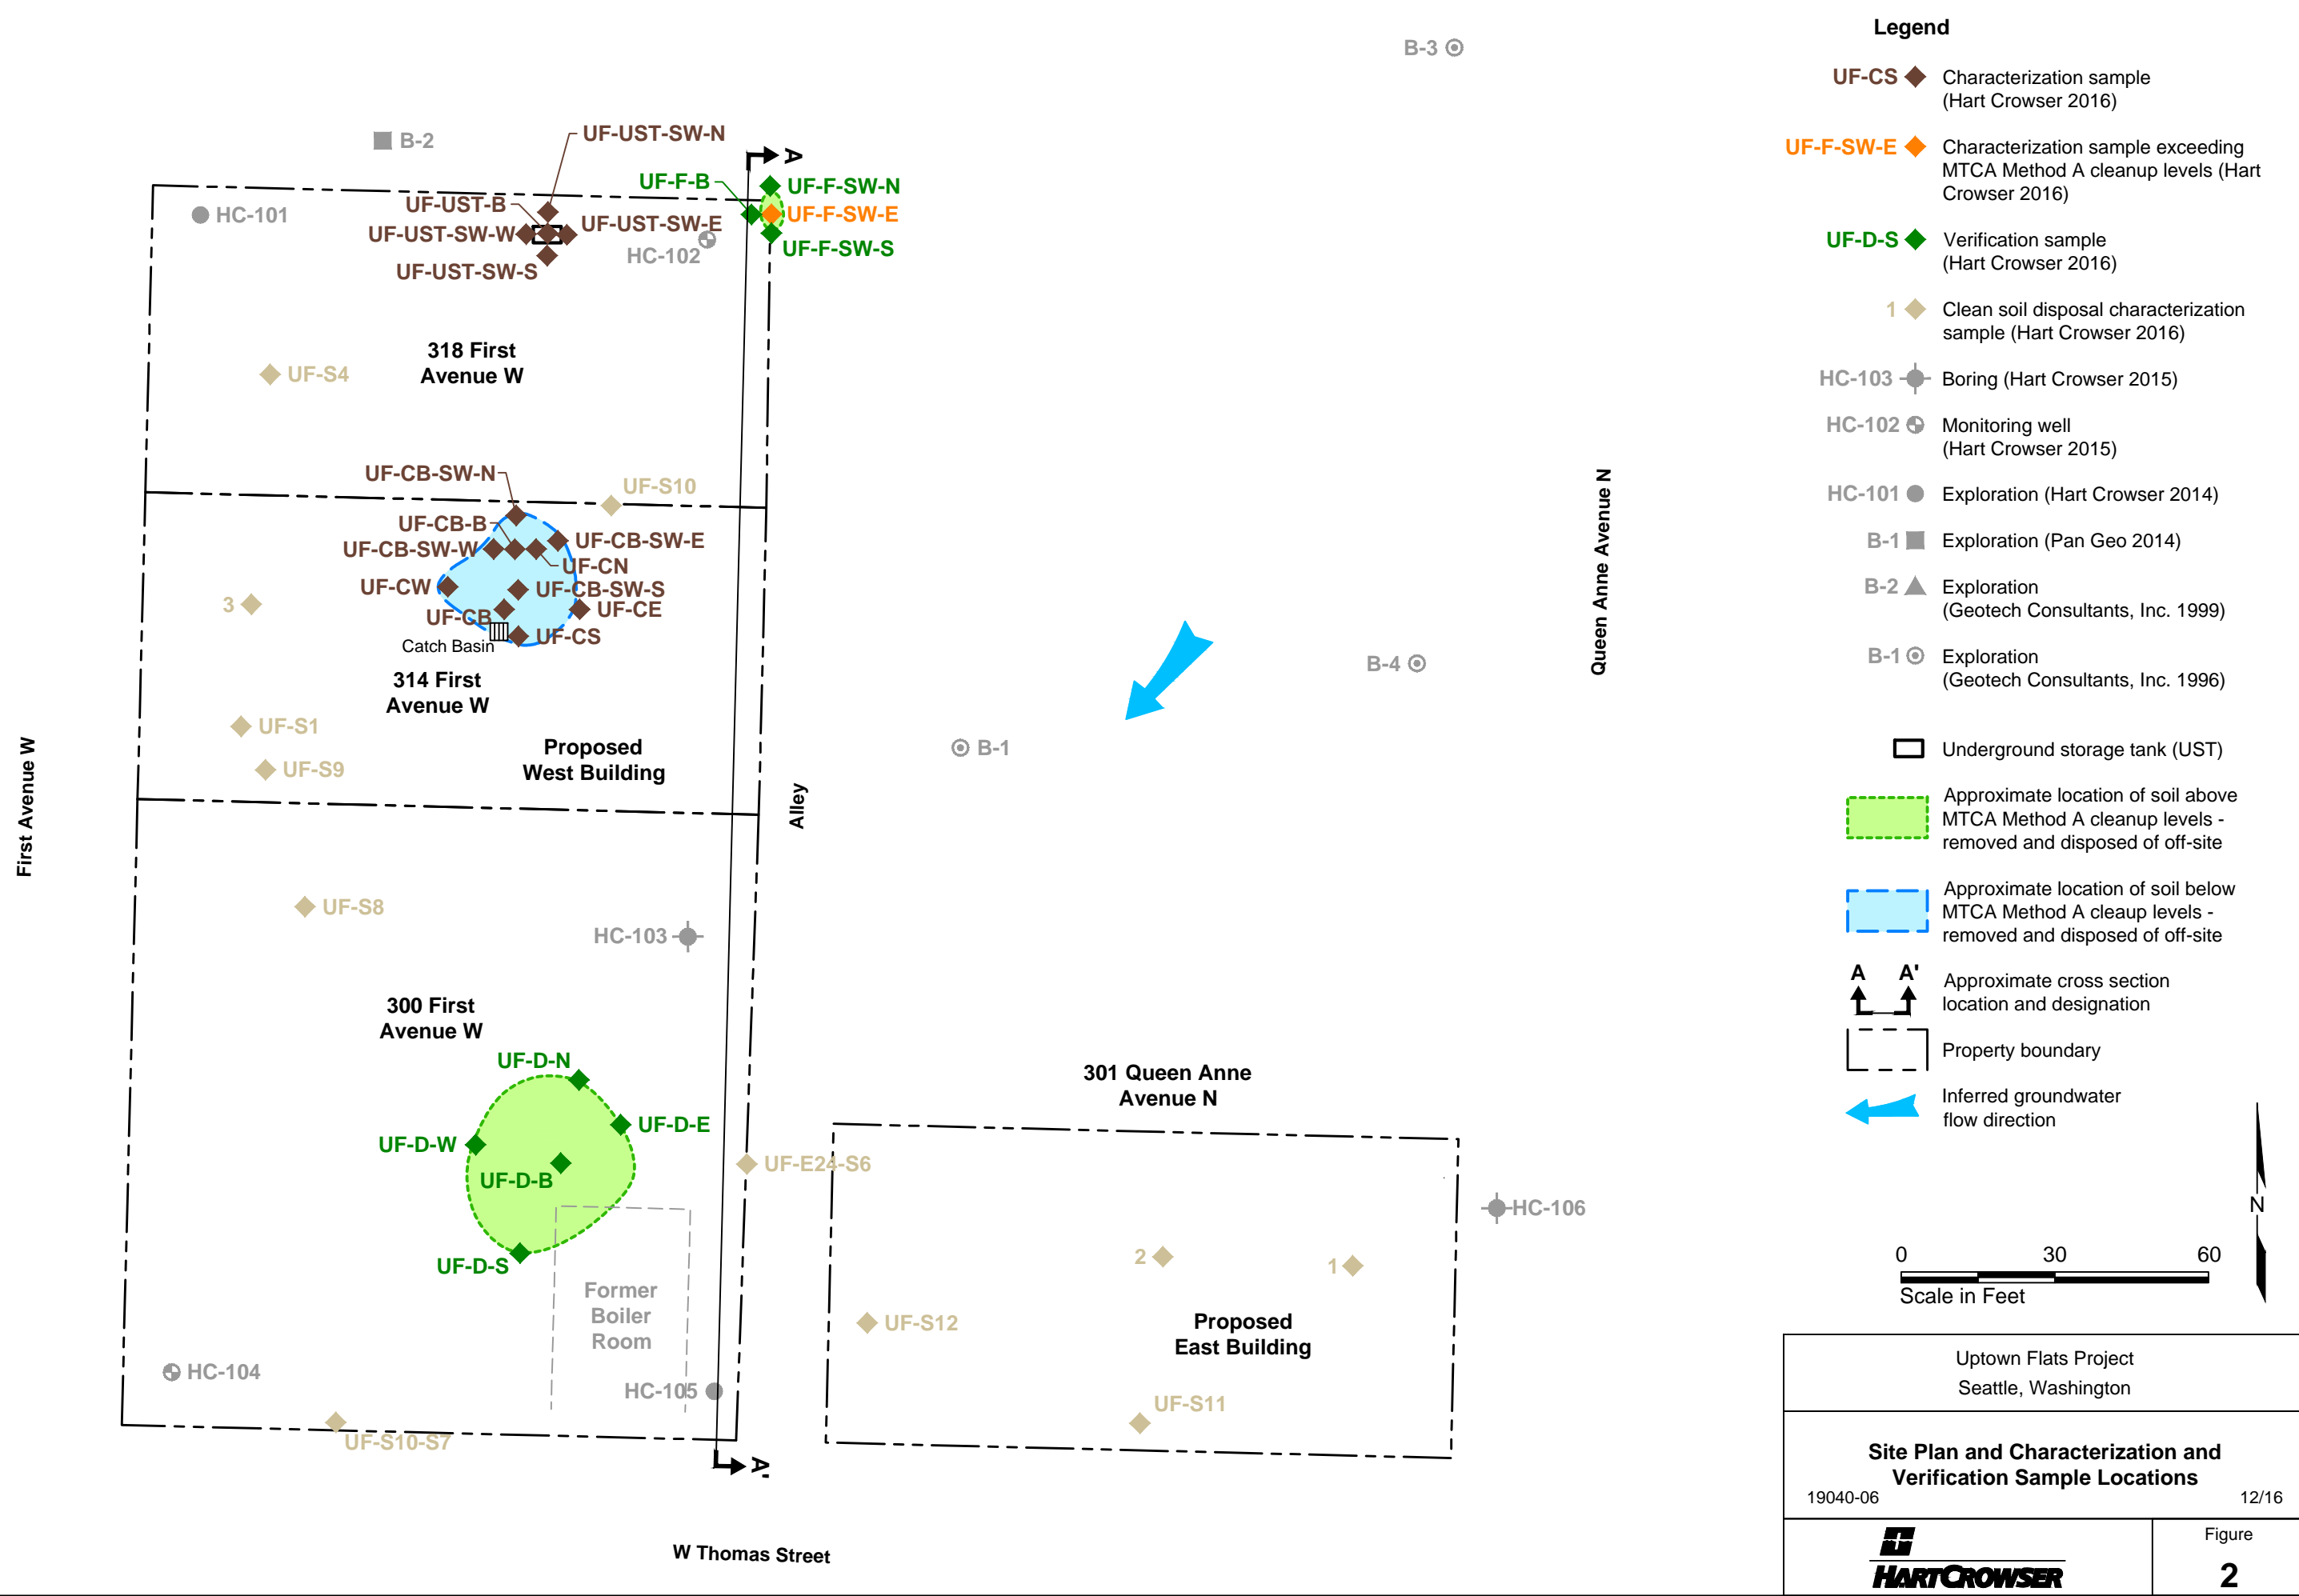 B-3
B-2
UF-UST-SW-N
A
UF-F-B
UF-F-SW-N
HC-101
UF-UST-B
UF-UST-SW-E
UF-F-SW-E
UF-UST-SW-W
HC-102
UF-F-SW-S
UF-UST-SW-S
318 First
Avenue W
UF-S4
UF-CB-SW-N
UF-S10
UF-CB-B
UF-CB-SW-E
UF-CB-SW-W
UF-CN
UF-CW
UF-CB-SW-S
3
UF-CB
UF-CE
UF-CS
Catch Basin
314 First
Avenue W
UF-S1
UF-S9
Proposed
West Building
B-4
B-1
First Avenue W
Alley
Queen Anne Avenue N
UF-S8
HC-103
300 First
Avenue W
UF-D-N
UF-D-E
UF-D-W
UF-D-B
UF-D-S
UF-E24-S6
301 Queen Anne
Avenue N
HC-106
2
1
UF-S12
Proposed
East Building
UF-S11
Former
Boiler
Room
HC-104
HC-105
UF-S10-S7
A'
W Thomas Street
Legend
UF-CS
Characterization sample
(Hart Crowser 2016)
UF-F-SW-E
Characterization sample exceeding
MTCA Method A cleanup levels (Hart
Crowser 2016)
UF-D-S
Verification sample
(Hart Crowser 2016)
1
Clean soil disposal characterization
sample (Hart Crowser 2016)
HC-103
Boring (Hart Crowser 2015)
HC-102
Monitoring well
(Hart Crowser 2015)
HC-101
Exploration (Hart Crowser 2014)
B-1
Exploration (Pan Geo 2014)
B-2
Exploration
(Geotech Consultants, Inc. 1999)
B-1
Exploration
(Geotech Consultants, Inc. 1996)
Underground storage tank (UST)
Approximate location of soil above
MTCA Method A cleanup levels -
removed and disposed of off-site
Approximate location of soil below
MTCA Method A cleaup levels -
removed and disposed of off-site
A A'
Approximate cross section
location and designation
Property boundary
Inferred groundwater
flow direction
N
0 30 60
Scale in Feet
Uptown Flats Project
Seattle, Washington
Site Plan and Characterization and
Verification Sample Locations
19040-06
12/16
HARTCROWSER
Figure
2